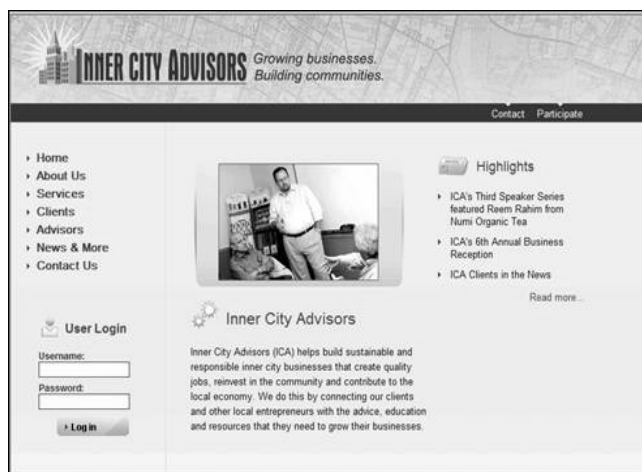 INNER CITY ADVISORS
Growing businesses.
Building communities.
Contact Participate
Home
About Us
Services
Clients
Advisors
News & More
Contact Us
User Login
Username:
Password:
Log in
Inner City Advisors
Inner City Advisors (ICA) helps build sustainable and
responsible inner city businesses that create quality
jobs, reinvest in the community and contribute to the
local economy. We do this by connecting our clients
and other local entrepreneurs with the advice, education
and resources that they need to grow their businesses.
Highlights
ICA's Third Speaker Series
featured Reem Rahim from
Numi Organic Tea
ICA's 6th Annual Business
Reception
ICA Clients in the News
Read more...